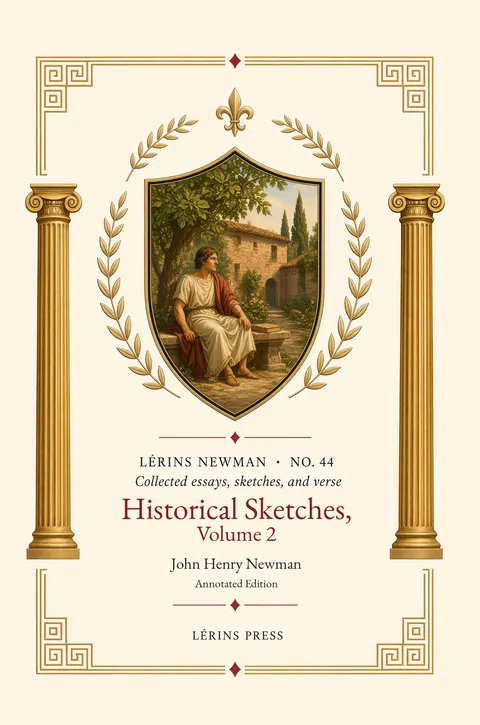 LÉRINS NEWMAN · NO. 44
Collected essays, sketches, and verse
Historical Sketches,
Volume 2
John Henry Newman
Annotated Edition
LÉRINS PRESS